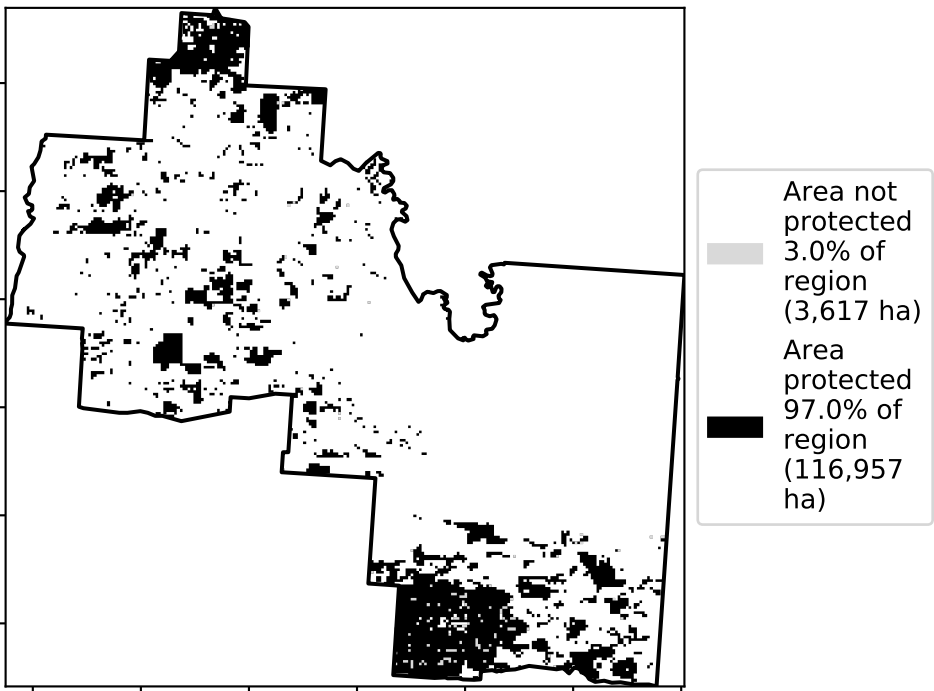 Area not
protected
3.0% of
region
(3,617 ha)
Area
protected
97.0% of
region
(116,957
ha)